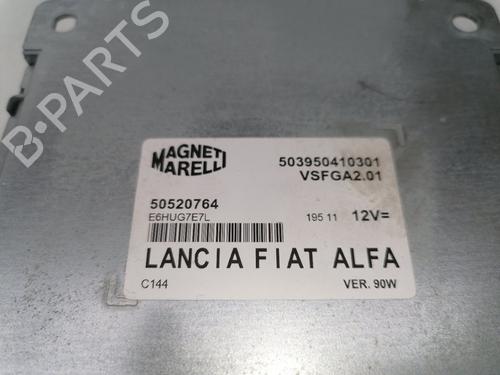 B-PARTS
MAGNETI MARELLI
503950410301
VSFGA2.01
50520764
E6HUG7E7L
195 11 12V=
LANCIA FIAT ALFA
C144 VER. 90W